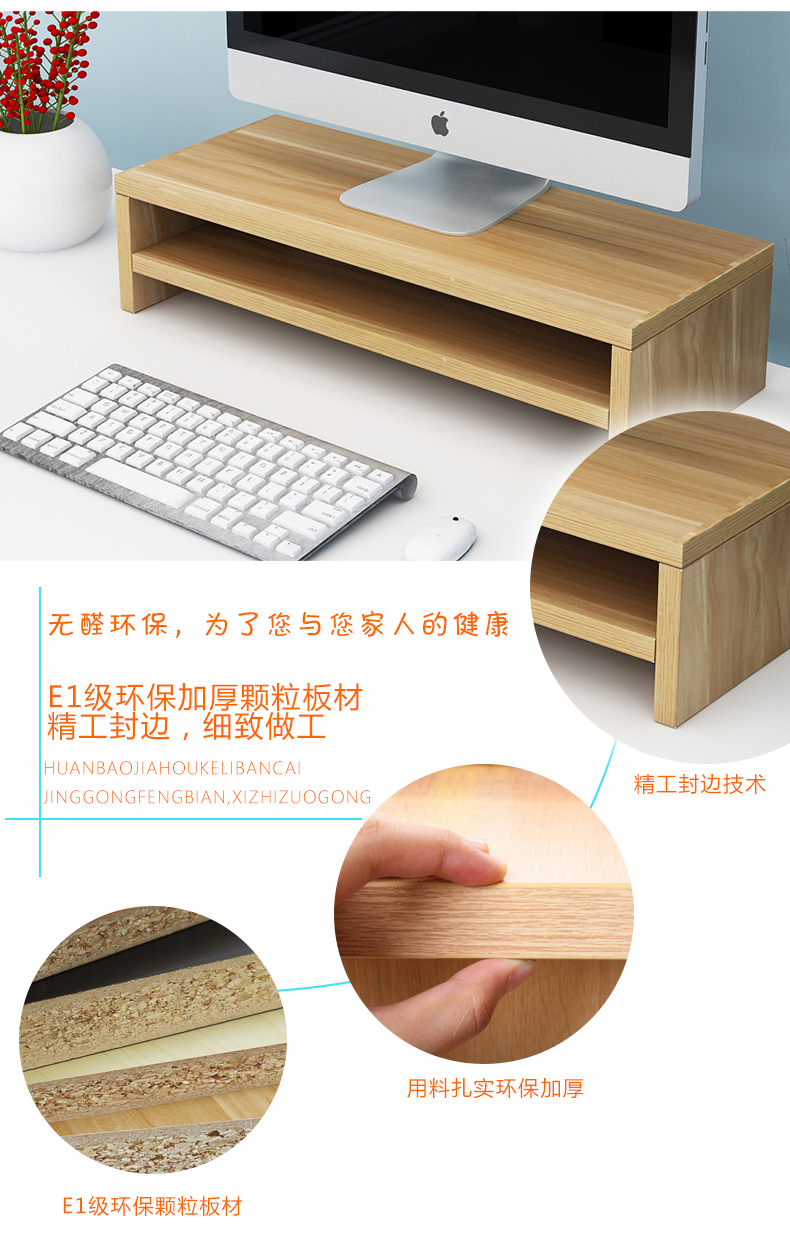 无醛环保，为了您与您家人的健康
E1级环保加厚颗粒板材
精工封边，细致做工
HUANBAOJIAHOUKELIBANCAI
JINGGONGFENGBIAN,XIZHIZUOGONG
精工封边技术
用料扎实环保加厚
E1级环保颗粒板材